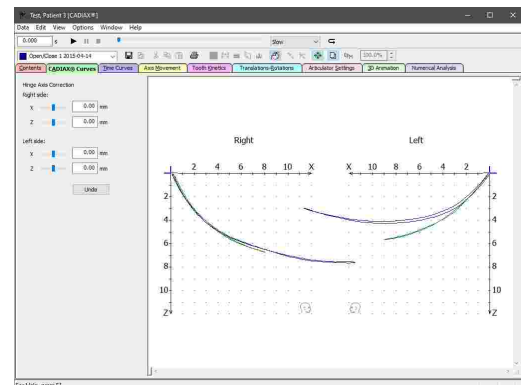 Test, Patient 3 [CADIAX®]
Data Edit View Options Window Help
0.000 s Slow
Open/Close 1 2015-04-14 100.0%
Contents CADIAX® Curves Time Curves Axis Movement Tooth Kinetics Translations-Rotations Articulator Settings 3D Animation Numerical Analysis
Hinge Axis Correction
Right side:
X 0.00 mm
Z 0.00 mm
Left side:
X 0.00 mm
Z 0.00 mm
Undo
Right Left
2 4 6 8 10 X X 10 8 6 4 2
2 2
4 4
6 6
8 8
10 10
Z Z